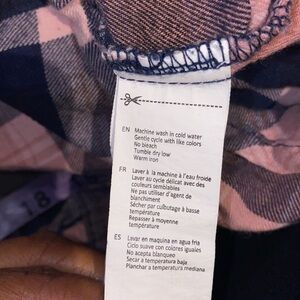 EN Machine wash in cold water
Gentle cycle with like colors
No bleach
Tumble dry low
Warm iron
FR Laver à la machine à l'eau froide
Laver au cycle délicat avec des
couleurs semblables
Ne pas utiliser d'agent de
blanchiment
Sécher par culbutage à basse
température
Repasser à moyenne
température
ES Lavar en maquina en agua fria
Ciclo suave con colores iguales
No acepta blanqueo
Secar a temperatura baja
Planchar a temperatura mediana